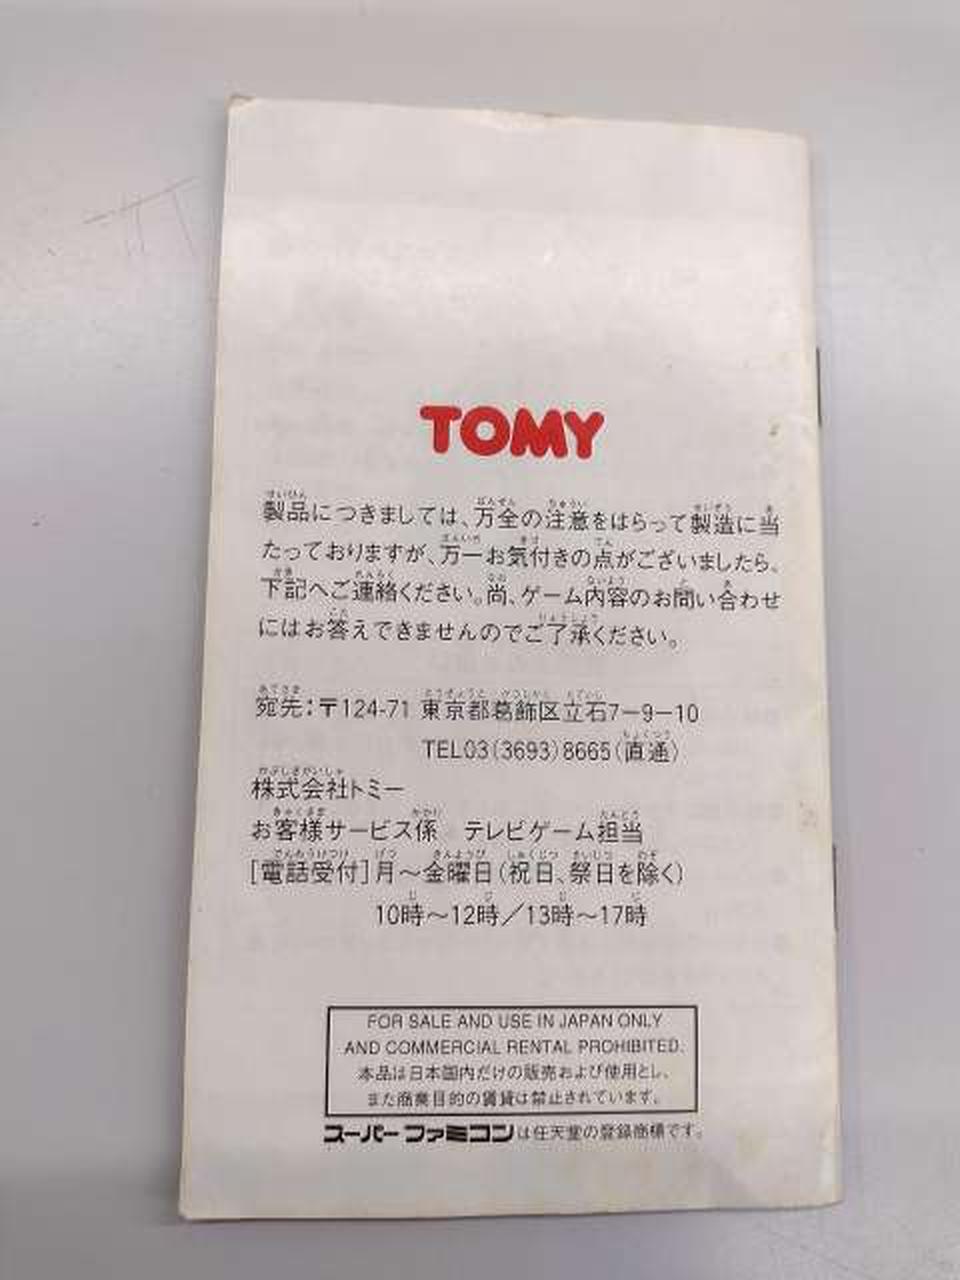 TOMY
製品につきましては、万全の注意をはらって製造に当
たっておりますが、万一お気付きの点がございましたら、
下記へご連絡ください。尚、ゲーム内容のお問い合わせ
にはお答えできませんのでご了承ください。
宛先:〒124-71 東京都葛飾区立石7-9-10
TEL03(3693)8665(直通)
株式会社トミー
お客様サービス係 テレビゲーム担当
[電話受付]月～金曜日(祝日、祭日を除く)
10時～12時/13時～17時
FOR SALE AND USE IN JAPAN ONLY
AND COMMERCIAL RENTAL PROHIBITED.
本品は日本国内だけの販売および使用とし、
また商業目的の賃貸は禁止されています。
スーパーファミコンは任天堂の登録商標です。